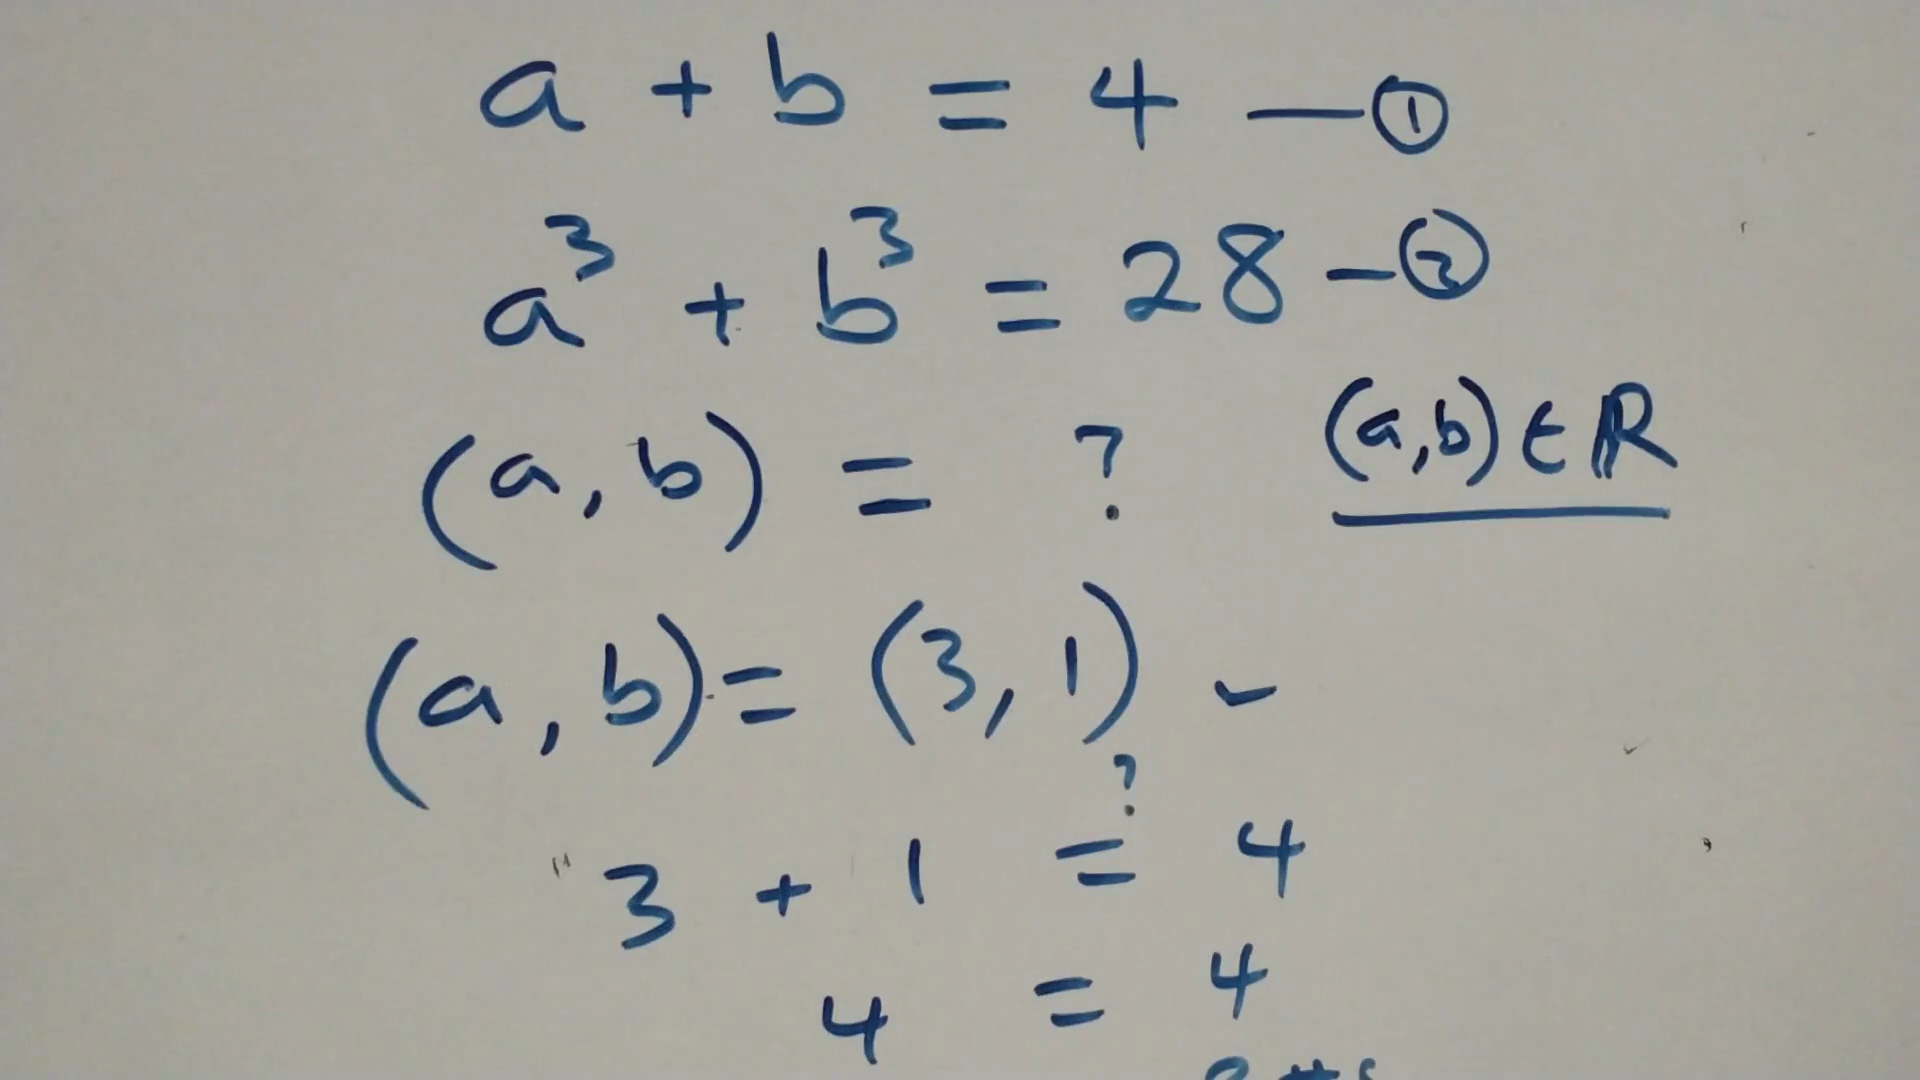 a + b = 4 — ①
a³ + b³ = 28 — ②
(a, b) = ?
(a,b) ∈ ℝ
(a, b) = (3, 1)
3 + 1 ≟ 4
4 = 4